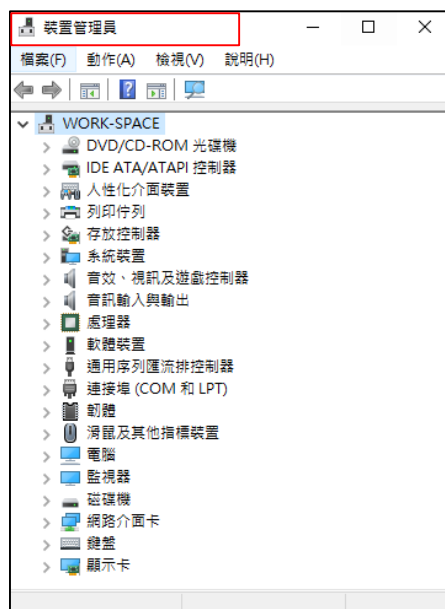 裝置管理員
檔案(F) 動作(A) 檢視(V) 說明(H)
WORK-SPACE
DVD/CD-ROM 光碟機
IDE ATA/ATAPI 控制器
人性化介面裝置
列印佇列
存放控制器
系統裝置
音效、視訊及遊戲控制器
音訊輸入與輸出
處理器
軟體裝置
通用序列匯流排控制器
連接埠 (COM 和 LPT)
韌體
滑鼠及其他指標裝置
電腦
監視器
磁碟機
網路介面卡
鍵盤
顯示卡